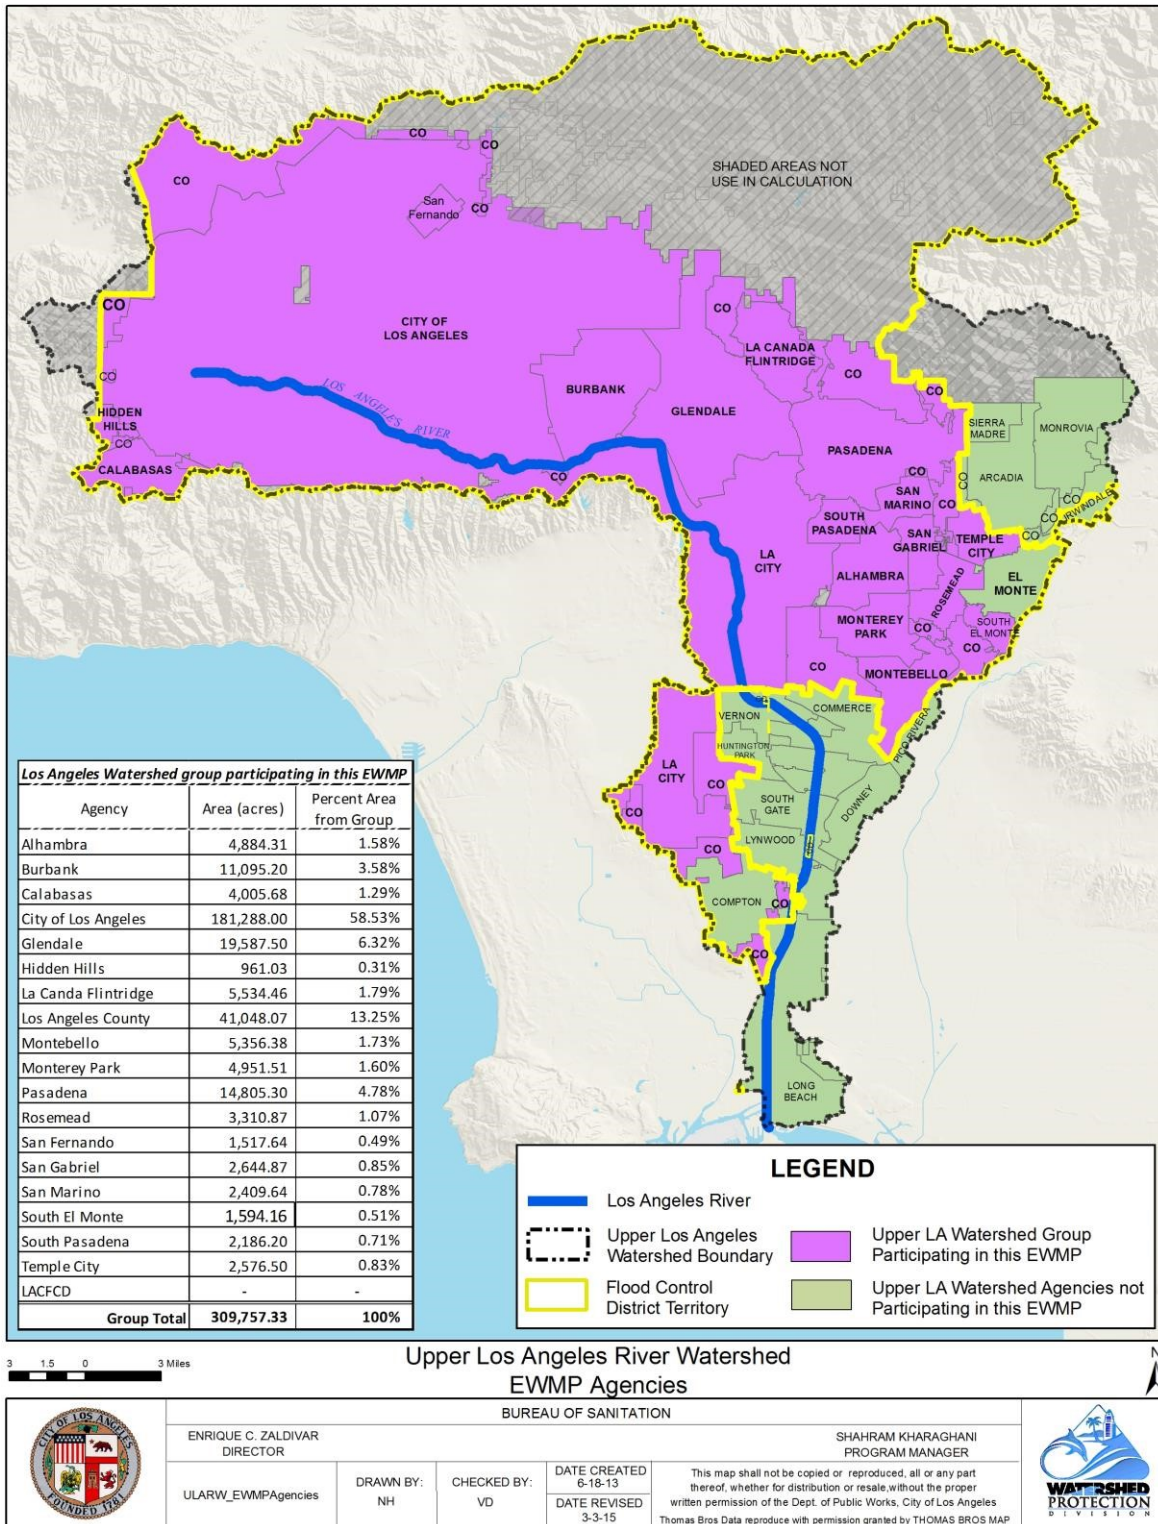 SHADED AREAS NOT
USE IN CALCULATION
CO
CO
CO
San
Fernando
CO
CO
CITY OF
LOS ANGELES
CO
LA CANADA
FLINTRIDGE
CO
CO
BURBANK
GLENDALE
CO
LOS ANGELES RIVER
HIDDEN
HILLS
CO
CALABASAS
CO
SIERRA
MADRE
MONROVIA
PASADENA
CO
ARCADIA
CO
CO
SAN
MARINO
CO
IRWINDALE
CO
CO
SOUTH
PASADENA
SAN
GABRIEL
TEMPLE
CITY
LA
CITY
ALHAMBRA
ROSEMEAD
EL
MONTE
MONTEREY
PARK
CO
SOUTH
EL MONTE
CO
CO
MONTEBELLO
VERNON
COMMERCE
PICO RIVERA
HUNTINGTON
PARK
LA
CITY
CO
CO
SOUTH
GATE
DOWNEY
LYNWOOD
CO
COMPTON
CO
CO
LONG
BEACH
Los Angeles Watershed group participating in this EWMP
Agency Area (acres) Percent Area from Group
Alhambra 4,884.31 1.58%
Burbank 11,095.20 3.58%
Calabasas 4,005.68 1.29%
City of Los Angeles 181,288.00 58.53%
Glendale 19,587.50 6.32%
Hidden Hills 961.03 0.31%
La Canda Flintridge 5,534.46 1.79%
Los Angeles County 41,048.07 13.25%
Montebello 5,356.38 1.73%
Monterey Park 4,951.51 1.60%
Pasadena 14,805.30 4.78%
Rosemead 3,310.87 1.07%
San Fernando 1,517.64 0.49%
San Gabriel 2,644.87 0.85%
San Marino 2,409.64 0.78%
South El Monte 1,594.16 0.51%
South Pasadena 2,186.20 0.71%
Temple City 2,576.50 0.83%
LACFCD - -
Group Total 309,757.33 100%
LEGEND
Los Angeles River
Upper Los Angeles
Watershed Boundary
Flood Control
District Territory
Upper LA Watershed Group
Participating in this EWMP
Upper LA Watershed Agencies not
Participating in this EWMP
3 1.5 0 3 Miles
Upper Los Angeles River Watershed
EWMP Agencies
N
BUREAU OF SANITATION
CITY OF LOS ANGELES
FOUNDED 1781
ENRIQUE C. ZALDIVAR
DIRECTOR
SHAHRAM KHARAGHANI
PROGRAM MANAGER
ULARW_EWMPAgencies
DRAWN BY:
NH
CHECKED BY:
VD
DATE CREATED
6-18-13
DATE REVISED
3-3-15
This map shall not be copied or reproduced, all or any part
thereof, whether for distribution or resale,without the proper
written permission of the Dept. of Public Works, City of Los Angeles
Thomas Bros Data reproduce with permission granted by THOMAS BROS MAP
WATERSHED
PROTECTION
DIVISION